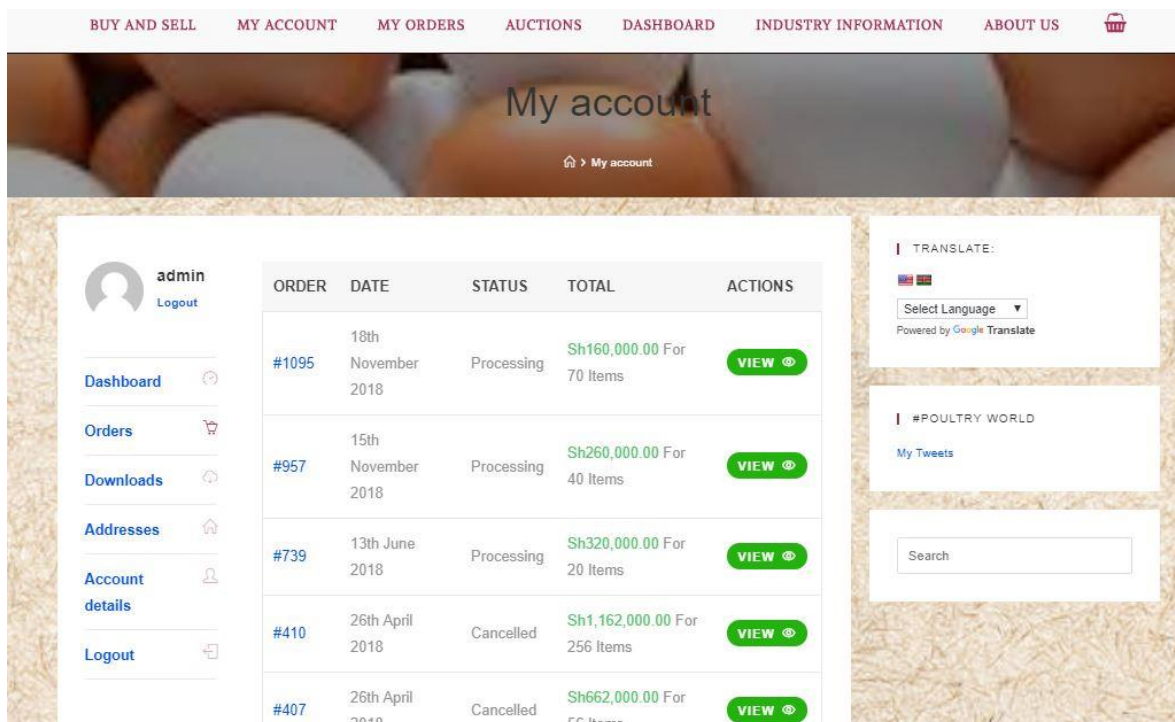 BUY AND SELL MY ACCOUNT MY ORDERS AUCTIONS DASHBOARD INDUSTRY INFORMATION ABOUT US
My account
> My account
admin
Logout
Dashboard
Orders
Downloads
Addresses
Account
details
Logout
ORDER DATE STATUS TOTAL ACTIONS
18th
November
2018
#1095 Processing Sh160,000.00 For
70 Items
VIEW
15th
November
2018
#957 Processing Sh260,000.00 For
40 Items
VIEW
13th June
2018
#739 Processing Sh320,000.00 For
20 Items
VIEW
26th April
2018
#410 Cancelled Sh1,162,000.00 For
256 Items
VIEW
26th April
2018
#407 Cancelled Sh662,000.00 For
56 Items
VIEW
TRANSLATE:
Select Language ▼
Powered by Google Translate
#POULTRY WORLD
My Tweets
Search